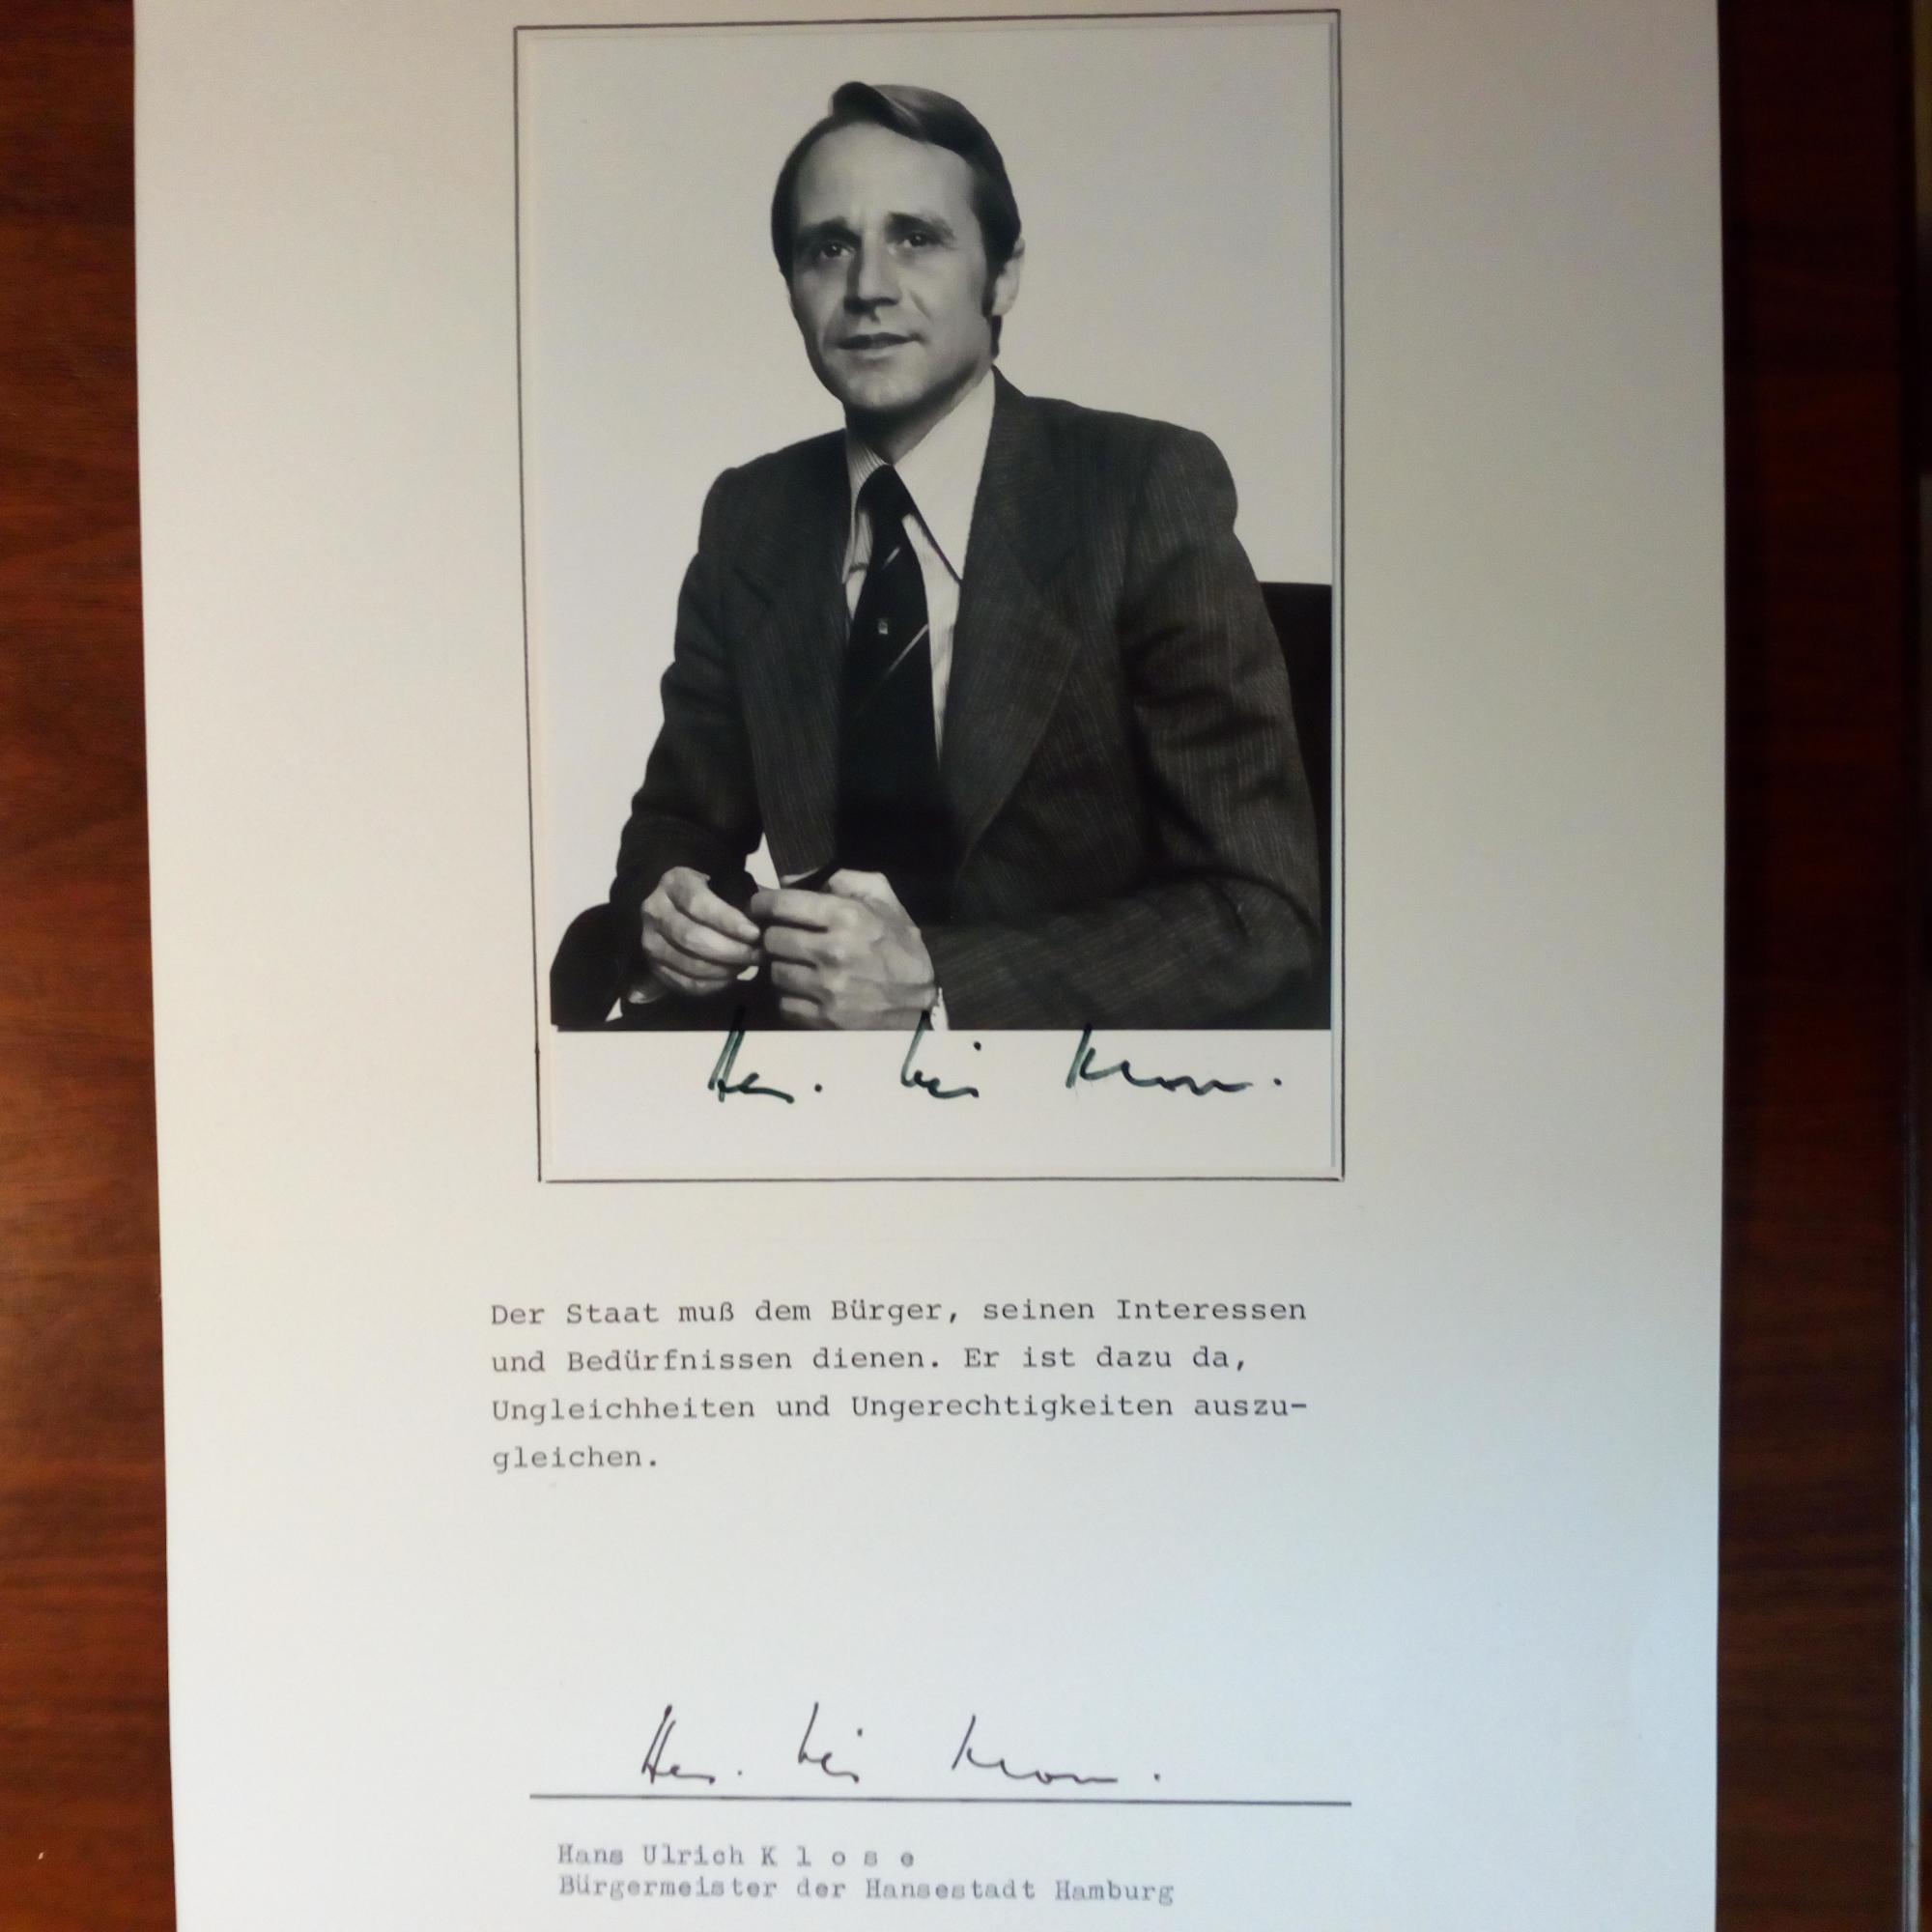 Der Staat muß dem Bürger, seinen Interessen
und Bedürfnissen dienen. Er ist dazu da,
Ungleichheiten und Ungerechtigkeiten auszu-
gleichen.
Hans Ulrich K l o s e
Bürgermeister der Hansestadt Hamburg